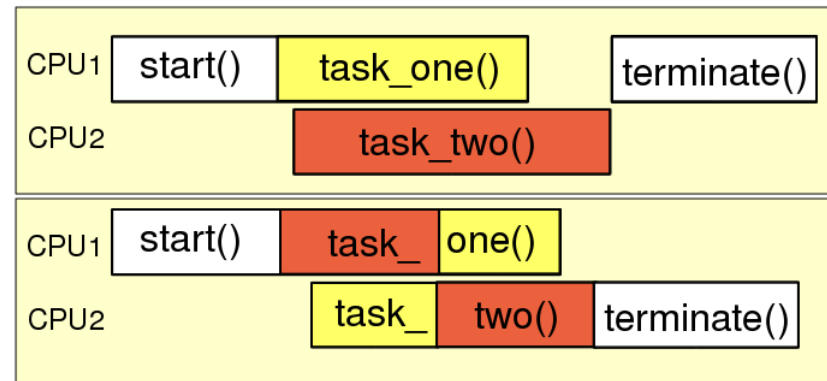 CPU1 start() task_one() terminate()
CPU2 task_two()
CPU1 start() task_ one()
CPU2 task_ two() terminate()